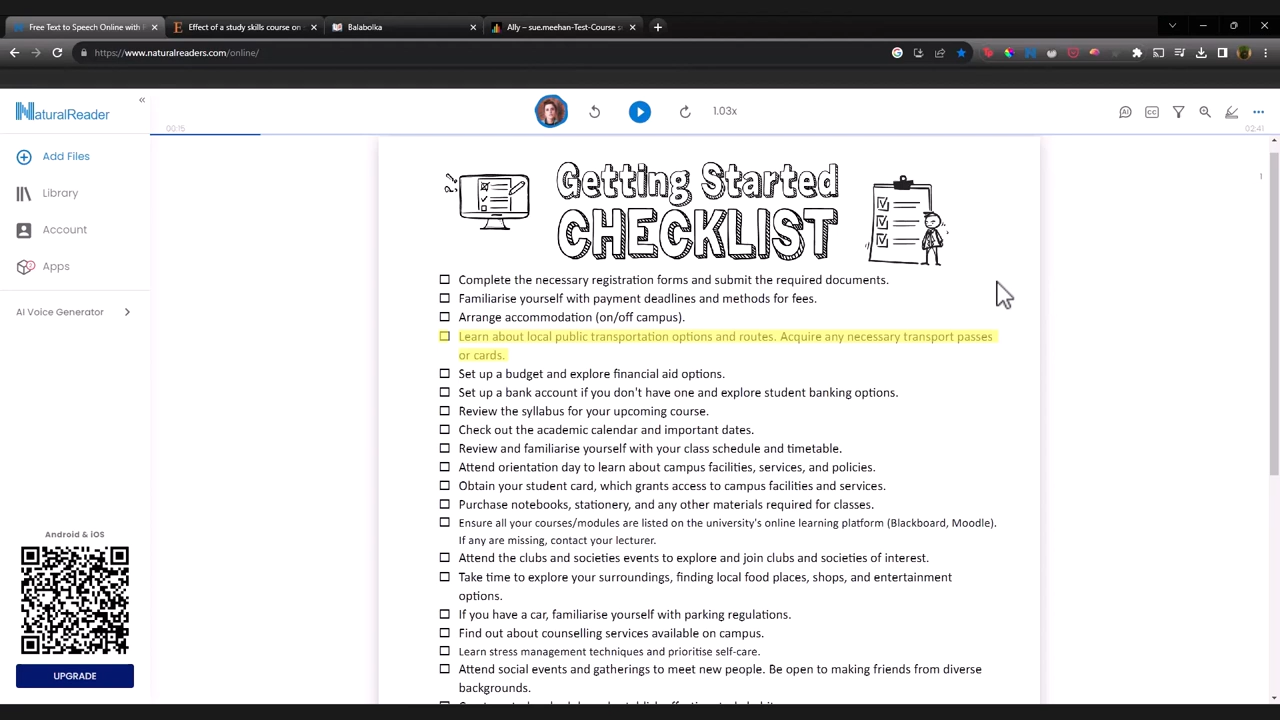 Free Text to Speech Online with
Effect of a study skills course on
Balabolka
Ally – sue.meehan-Test-Course
https://www.naturalreaders.com/online/
NaturalReader
1.03x
00:15
02:41
Add Files
Library
Account
Apps
AI Voice Generator
1
Getting Started
CHECKLIST
Complete the necessary registration forms and submit the required documents.
Familiarise yourself with payment deadlines and methods for fees.
Arrange accommodation (on/off campus).
Learn about local public transportation options and routes. Acquire any necessary transport passes
or cards.
Set up a budget and explore financial aid options.
Set up a bank account if you don't have one and explore student banking options.
Review the syllabus for your upcoming course.
Check out the academic calendar and important dates.
Review and familiarise yourself with your class schedule and timetable.
Attend orientation day to learn about campus facilities, services, and policies.
Obtain your student card, which grants access to campus facilities and services.
Purchase notebooks, stationery, and any other materials required for classes.
Ensure all your courses/modules are listed on the university's online learning platform (Blackboard, Moodle).
If any are missing, contact your lecturer.
Attend the clubs and societies events to explore and join clubs and societies of interest.
Take time to explore your surroundings, finding local food places, shops, and entertainment
options.
If you have a car, familiarise yourself with parking regulations.
Find out about counselling services available on campus.
Learn stress management techniques and prioritise self-care.
Attend social events and gatherings to meet new people. Be open to making friends from diverse
backgrounds.
Android & iOS
UPGRADE